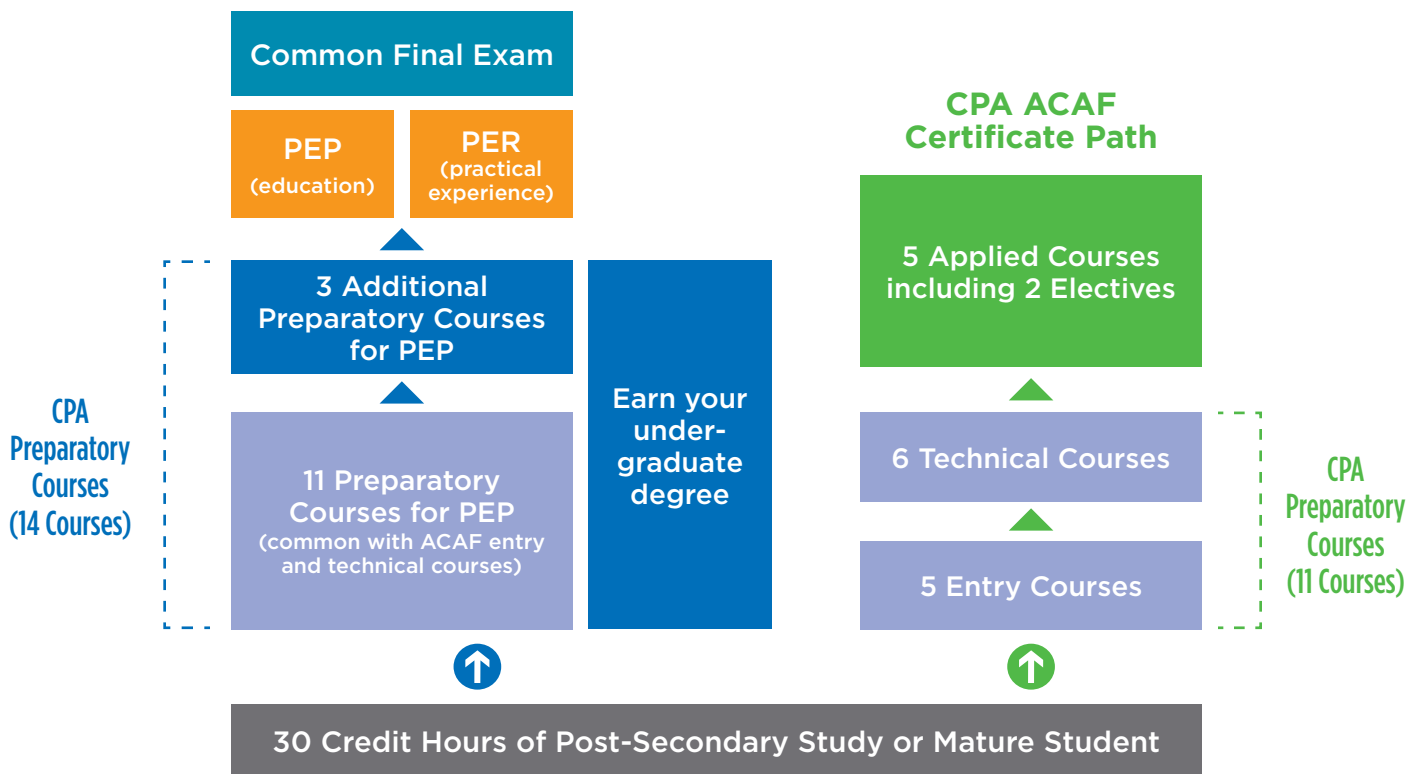 Common Final Exam
PEP
(education)
PER
(practical
experience)
3 Additional
Preparatory Courses
for PEP
11 Preparatory
Courses for PEP
(common with ACAF entry
and technical courses)
CPA
Preparatory
Courses
(14 Courses)
Earn your
under-
graduate
degree
CPA ACAF
Certificate Path
5 Applied Courses
including 2 Electives
6 Technical Courses
5 Entry Courses
CPA
Preparatory
Courses
(11 Courses)
30 Credit Hours of Post-Secondary Study or Mature Student